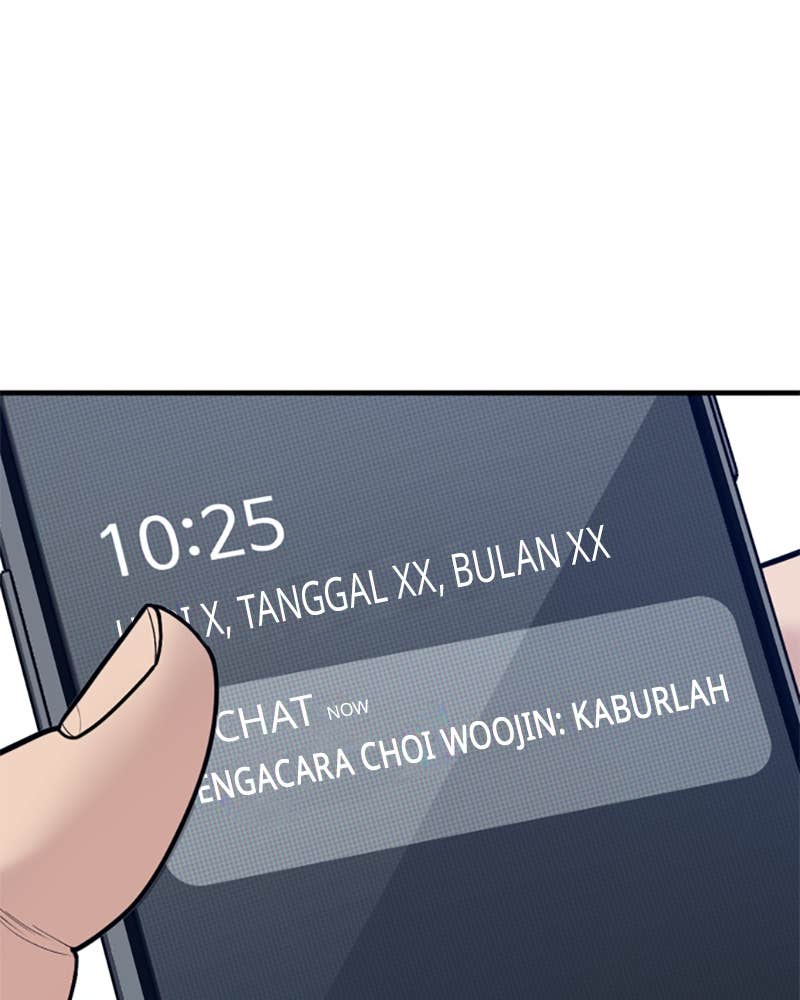 10:25
X, TANGGAL XX, BULAN XX
CHAT NOW
ENGACARA CHOI WOOJIN: KABURLAH